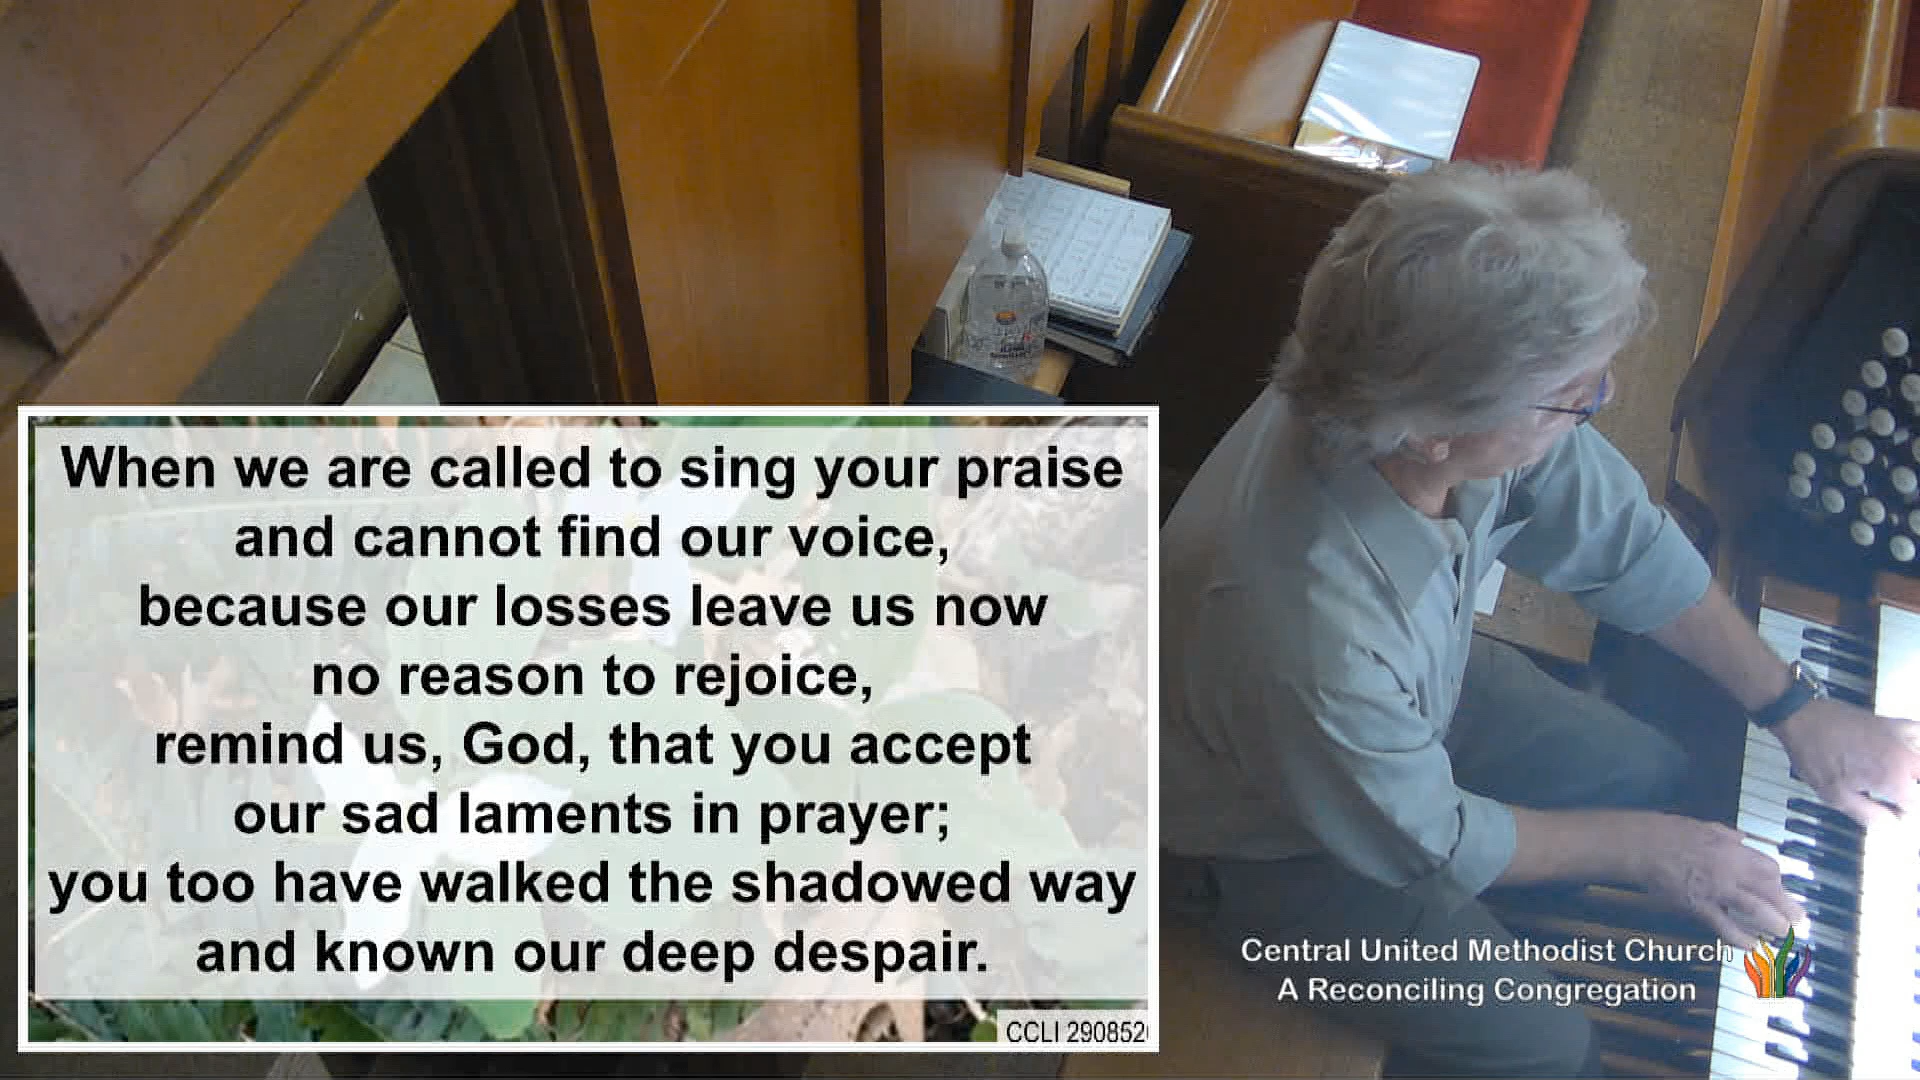 When we are called to sing your praise
and cannot find our voice,
because our losses leave us now
no reason to rejoice,
remind us, God, that you accept
our sad laments in prayer;
you too have walked the shadowed way
and known our deep despair.
CCLI 290852
Central United Methodist Church
A Reconciling Congregation